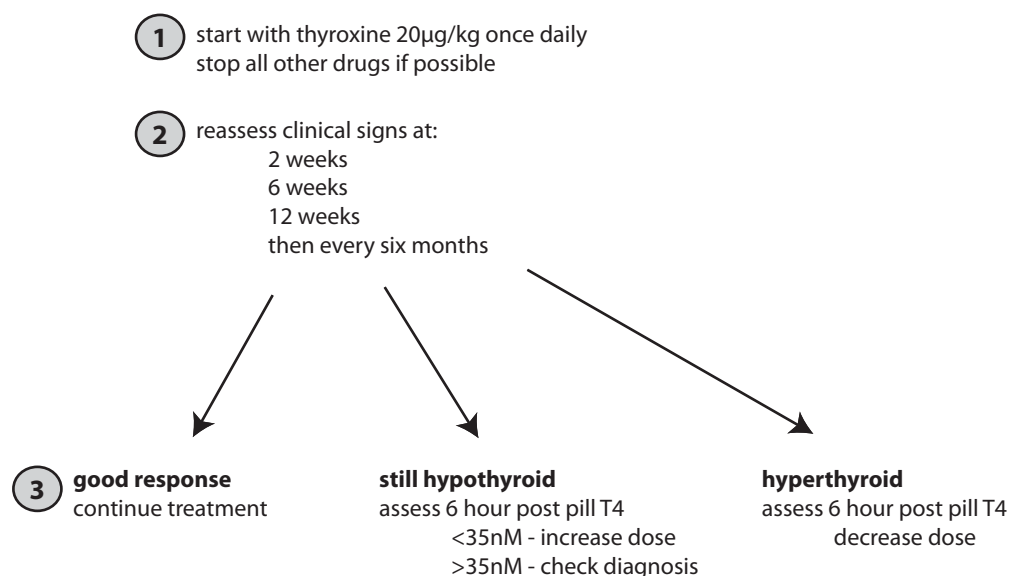 1 start with thyroxine 20µg/kg once daily
stop all other drugs if possible
2 reassess clinical signs at:
2 weeks
6 weeks
12 weeks
then every six months
3 good response
continue treatment
still hypothyroid
assess 6 hour post pill T4
<35nM - increase dose
>35nM - check diagnosis
hyperthyroid
assess 6 hour post pill T4
decrease dose